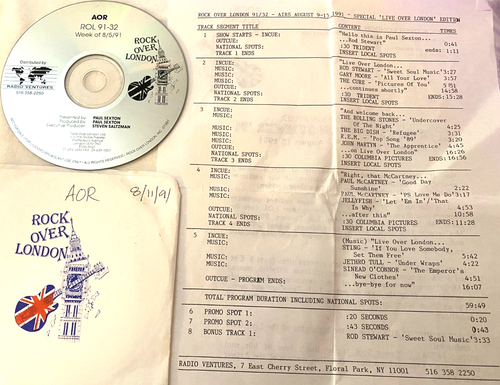 AOR
ROL 91-32
Week of 8/5/91
ROCK
OVER
LONDON
Distributed by
RADIO VENTURES
516 358-2250
Presented by PAUL SEXTON
Produced by PAUL SEXTON
Executive Producer STEVEN SALTZMAN
AOR 8/11/91
ROCK
OVER
LONDON
ROCK OVER LONDON 91/32 - AIRS AUGUST 9-15 1991 - SPECIAL 'LIVE OVER LONDON' EDITION
TRACK SEGMENT TITLE CONTENT TIMES
1 SHOW STARTS - INCUE: "Hello this is Paul Sexton...
OUTCUE: ...Rod Stewart" 0:41
NATIONAL SPOTS: :30 TRIDENT ends: 1:11
TRACK 1 ENDS INSERT LOCAL SPOTS
2 INCUE: "Live Over London...
MUSIC: ROD STEWART - 'Sweet Soul Music' 3:27
MUSIC: GARY MOORE - 'All Your Love' 3:57
MUSIC: THE CURE - 'Pictures Of You'
OUTCUE: ...continues shortly" 14:58
NATIONAL SPOTS: :30 TRIDENT ENDS:15:28
TRACK 2 ENDS INSERT LOCAL SPOTS
3 INCUE: "And welcome back...
MUSIC: THE ROLLING STONES - 'Undercover
Of The Night' 4:25
MUSIC: THE BIG DISH - 'Refugee' 3:31
MUSIC: R.E.M. - 'Pop Song '89' 3:00
MUSIC: JOHN MARTYN - 'The Apprentice' 4:45
OUTCUE: ...on Live Over London" 16:26
NATIONAL SPOTS: :30 COLUMBIA PICTURES ENDS:16:56
TRACK 3 ENDS INSERT LOCAL SPOTS
4 INCUE: "Right, that McCartney...
MUSIC: PAUL McCARTNEY - 'Good Day
Sunshine' 2:22
MUSIC: PAUL McCARTNEY - 'PS Love Me Do' 3:17
MUSIC: JELLYFISH - 'Let 'Em In'/'That
Is Why' 4:53
OUTCUE: ...after this" 10:58
NATIONAL SPOTS: :30 COLUMBIA PICTURES ENDS:11:28
TRACK 4 ENDS INSERT LOCAL SPOTS
5 INCUE: (Music) "Live Over London...
MUSIC: STING - 'If You Love Somebody,
Set Them Free' 5:42
MUSIC: JETHRO TULL - 'Under Wraps' 4:22
MUSIC: SINEAD O'CONNOR - 'The Emperor's
New Clothes' 4:51
OUTCUE - PROGRAM ENDS: ...bye-bye for now" 16:07
TOTAL PROGRAM DURATION INCLUDING NATIONAL SPOTS: 59:49
6 PROMO SPOT 1: :20 SECONDS 0:20
7 PROMO SPOT 2: :43 SECONDS 0:43
8 BONUS TRACK 1: ROD STEWART - 'Sweet Soul Music' 3:33
RADIO VENTURES, 7 East Cherry Street, Floral Park, NY 11001 516 358 2250